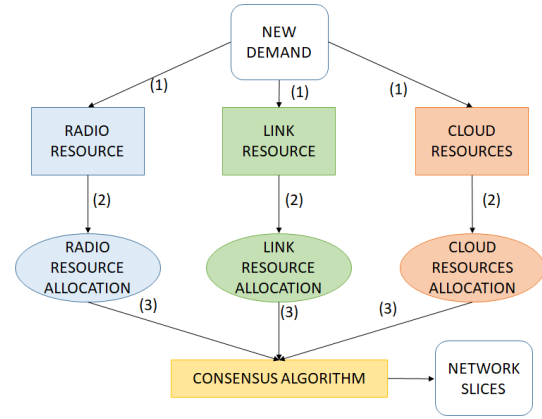 NEW
DEMAND
(1)
(1)
(1)
RADIO
RESOURCE
LINK
RESOURCE
CLOUD
RESOURCES
(2)
(2)
(2)
RADIO
RESOURCE
ALLOCATION
LINK
RESOURCE
ALLOCATION
CLOUD
RESOURCES
ALLOCATION
(3)
(3)
(3)
CONSENSUS ALGORITHM
NETWORK
SLICES